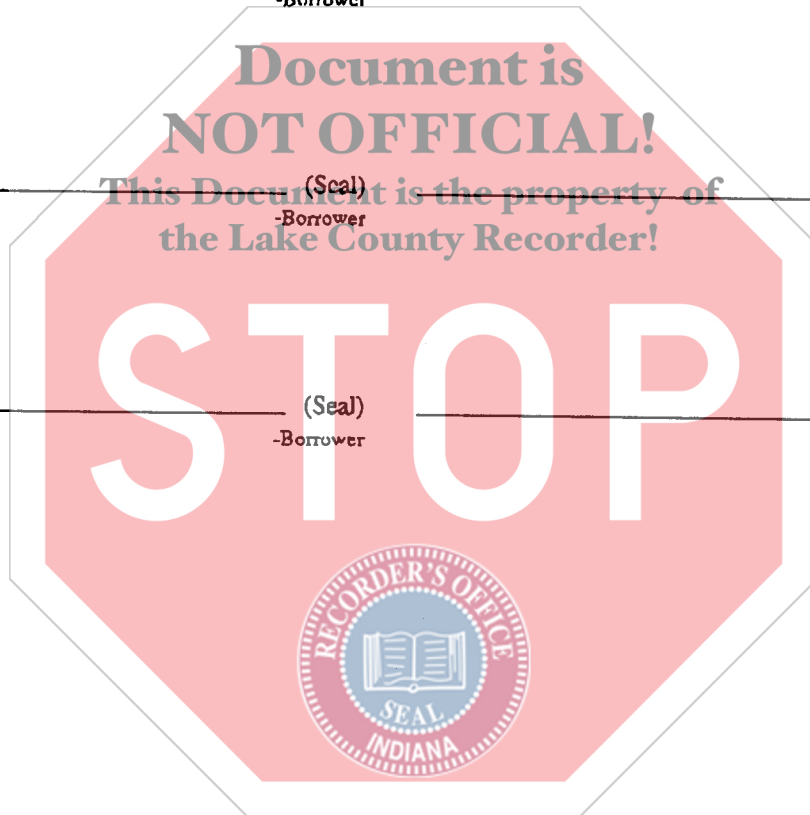 -Borrower
Document is
NOT OFFICIAL!
This Document is the property of
(Seal)
-Borrower
the Lake County Recorder!
STOP
(Seal)
-Borrower
RECORDER'S OFFICE
SEAL
INDIANA